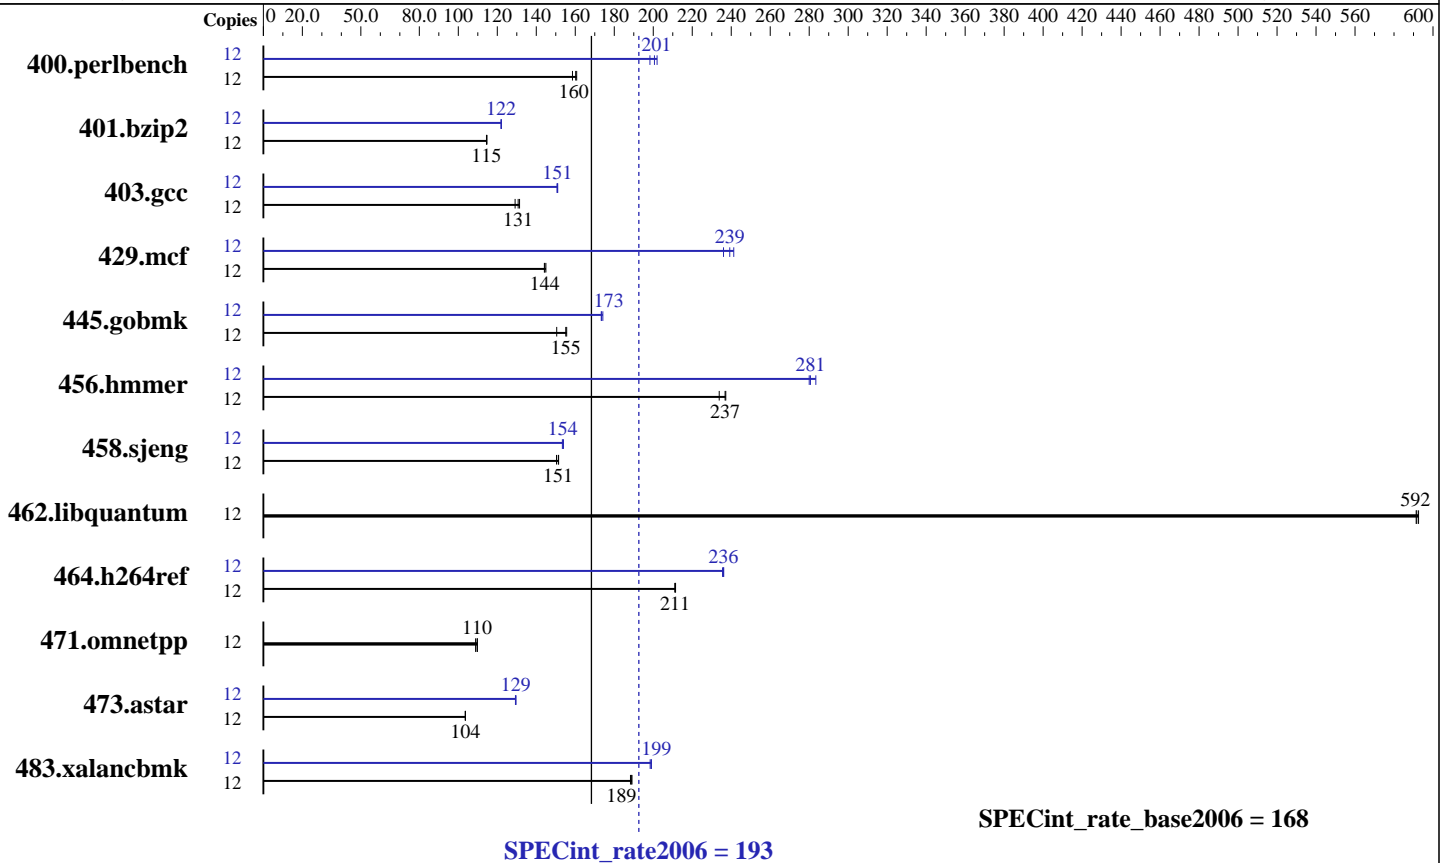 Copies 0 20.0 50.0 80.0 100 120 140 160 180 200 220 240 260 280 300 320 340 360 380 400 420 440 460 480 500 520 540 560 600
400.perlbench 12 201
12 160
401.bzip2 12 122
12 115
403.gcc 12 151
12 131
429.mcf 12 239
12 144
445.gobmk 12 173
12 155
456.hmmer 12 281
12 237
458.sjeng 12 154
12 151
462.libquantum 12 592
464.h264ref 12 236
12 211
471.omnetpp 12 110
473.astar 12 129
12 104
483.xalancbmk 12 199
12 189
SPECint_rate_base2006 = 168
SPECint_rate2006 = 193